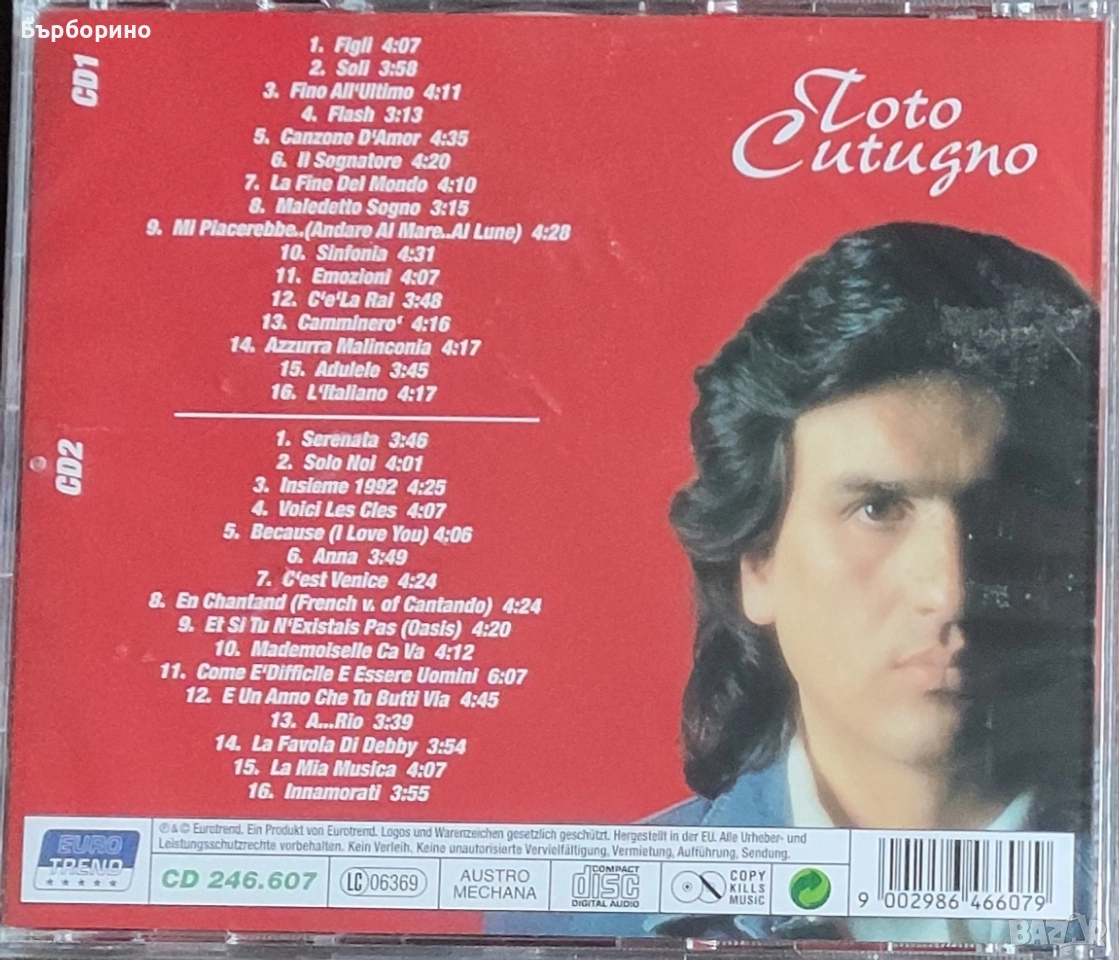 Бърборино
CD1
1. Figli 4:07
2. Soli 3:58
3. Fino All'Ultimo 4:11
4. Flash 3:13
5. Canzone D'Amor 4:35
6. Il Sognatore 4:20
7. La Fine Del Mondo 4:10
8. Maledetto Sogno 3:15
9. Mi Piacerebbe..(Andare Al Mare..Al Lune) 4:28
10. Sinfonia 4:31
11. Emozioni 4:07
12. C'e'La Rai 3:48
13. Camminero' 4:16
14. Azzurra Malinconia 4:17
15. Adulele 3:45
16. L'Italiano 4:17
Toto
Cutugno
CD2
1. Serenata 3:46
2. Solo Noi 4:01
3. Insieme 1992 4:25
4. Voici Les Cles 4:07
5. Because (I Love You) 4:06
6. Anna 3:49
7. C'est Venice 4:24
8. En Chantand (French v. of Cantando) 4:24
9. Et Si Tu N'Existais Pas (Oasis) 4:20
10. Mademoiselle Ca Va 4:12
11. Come E'Difficile E Essere Uomini 6:07
12. E Un Anno Che Tu Butti Via 4:45
13. A...Rio 3:39
14. La Favola Di Debby 3:54
15. La Mia Musica 4:07
16. Innamorati 3:55
EURO
TREND
℗ & © Eurotrend. Ein Produkt von Eurotrend. Logos und Warenzeichen gesetzlich geschützt. Hergestellt in der EU. Alle Urheber- und
Leistungsschutzrechte vorbehalten. Kein Verleih. Keine unautorisierte Vervielfältigung, Vermietung, Aufführung, Sendung.
CD 246.607
LC 06369
AUSTRO
MECHANA
COMPACT
disc
DIGITAL AUDIO
COPY
KILLS
MUSIC
9 002986 466079
BAZAR